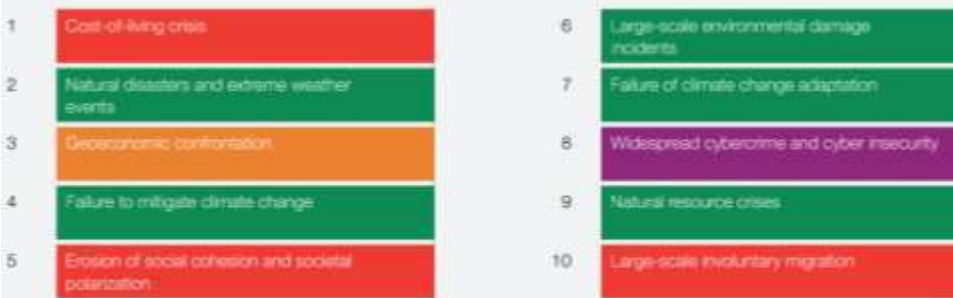 1 Cost-of-living crisis
2 Natural disasters and extreme weather
events
3 Geoeconomic confrontation
4 Failure to mitigate climate change
5 Erosion of social cohesion and societal
polarization
6 Large-scale environmental damage
incidents
7 Failure of climate change adaptation
8 Widespread cybercrime and cyber insecurity
9 Natural resource crises
10 Large-scale involuntary migration